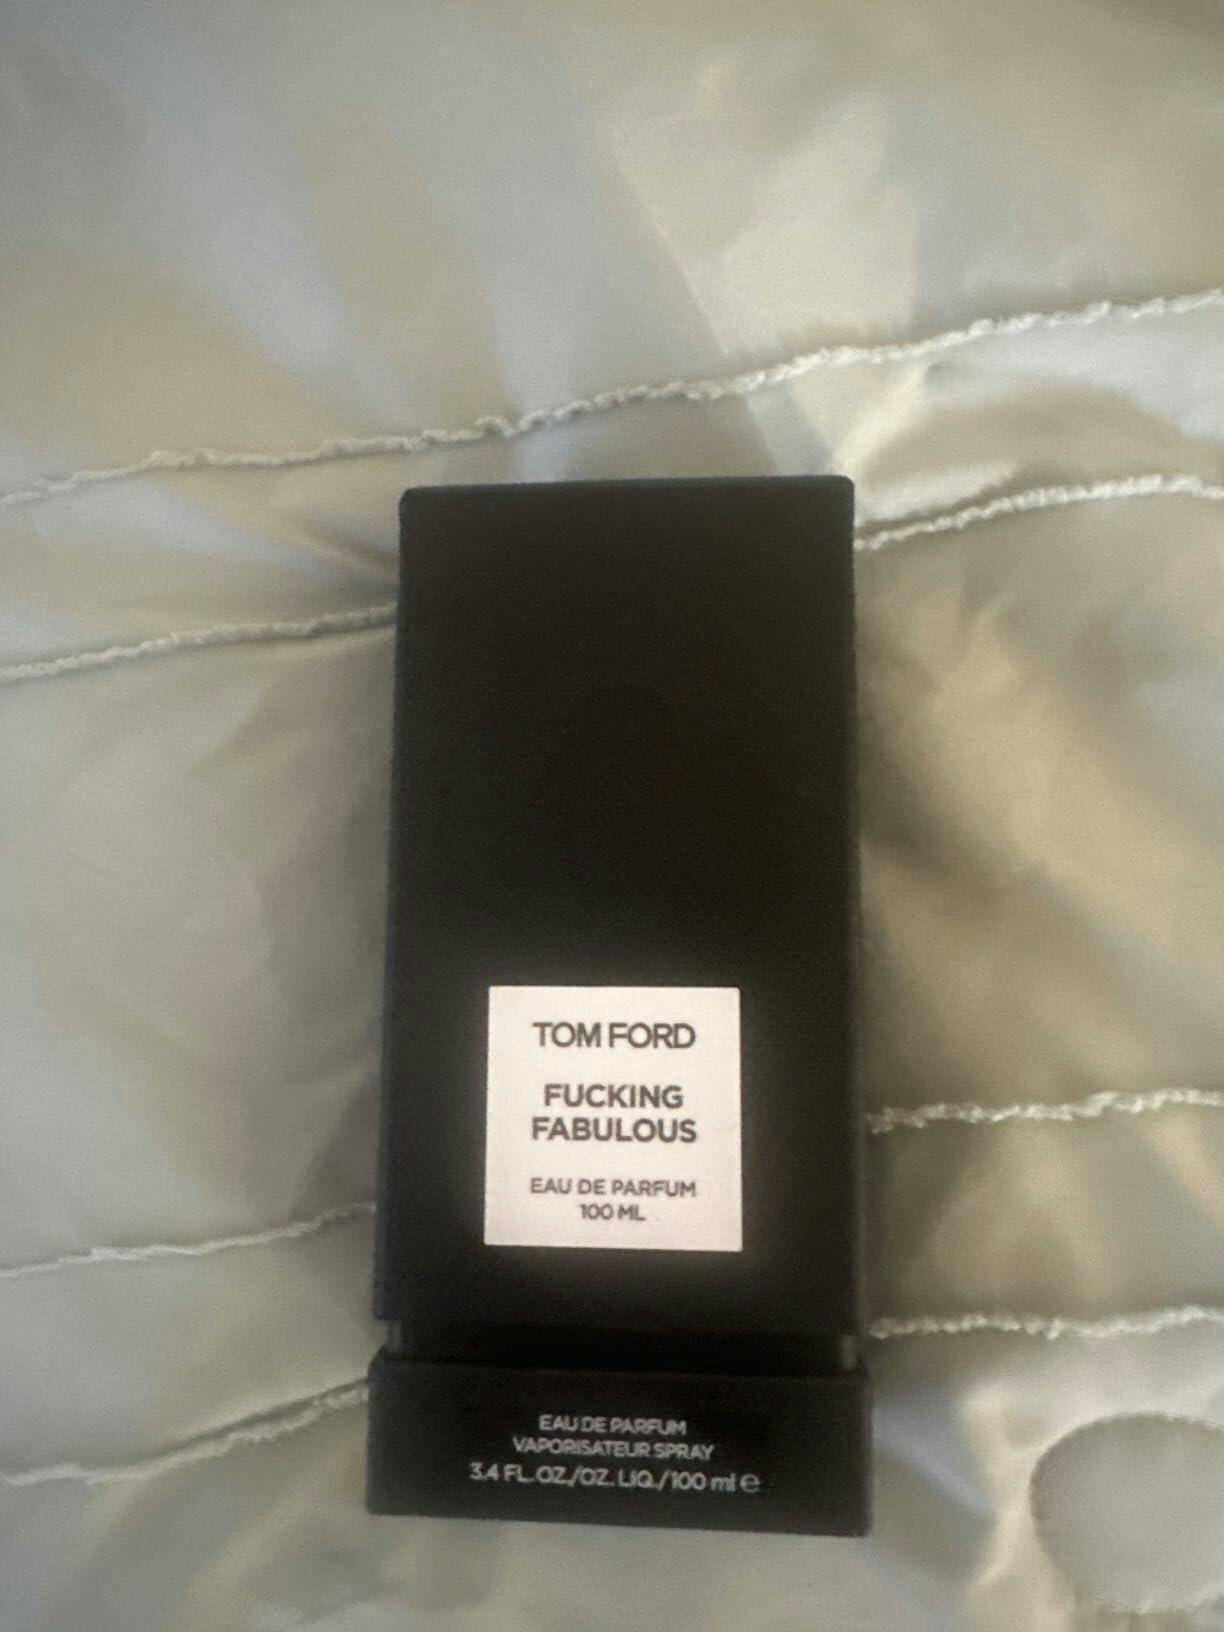 TOM FORD
FUCKING
FABULOUS
EAU DE PARFUM
100 ML
EAU DE PARFUM
VAPORISATEUR SPRAY
3.4 FL. OZ./OZ. LIQ./100 ml ℮